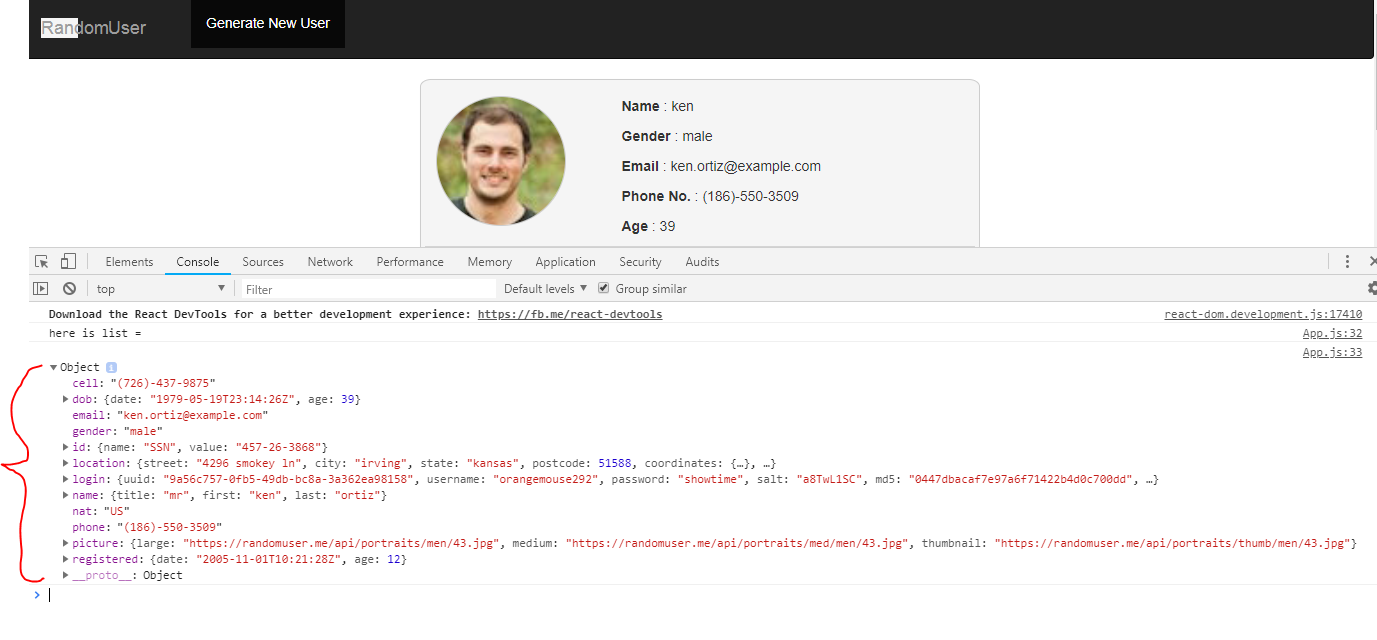 RandomUser Generate New User
Name : ken
Gender : male
Email : ken.ortiz@example.com
Phone No. : (186)-550-3509
Age : 39
Elements Console Sources Network Performance Memory Application Security Audits
top Filter Default levels Group similar
Download the React DevTools for a better development experience: https://fb.me/react-devtools react-dom.development.js:17410
here is list = App.js:32
App.js:33
Object i
cell: "(726)-437-9875"
dob: {date: "1979-05-19T23:14:26Z", age: 39}
email: "ken.ortiz@example.com"
gender: "male"
id: {name: "SSN", value: "457-26-3868"}
location: {street: "4296 smokey ln", city: "irving", state: "kansas", postcode: 51588, coordinates: {…}, …}
login: {uuid: "9a56c757-0fb5-49db-bc8a-3a362ea98158", username: "orangemouse292", password: "showtime", salt: "a8TwL1SC", md5: "0447dbacaf7e97a6f71422b4d0c700dd", …}
name: {title: "mr", first: "ken", last: "ortiz"}
nat: "US"
phone: "(186)-550-3509"
picture: {large: "https://randomuser.me/api/portraits/men/43.jpg", medium: "https://randomuser.me/api/portraits/med/men/43.jpg", thumbnail: "https://randomuser.me/api/portraits/thumb/men/43.jpg"}
registered: {date: "2005-11-01T10:21:28Z", age: 12}
__proto__: Object